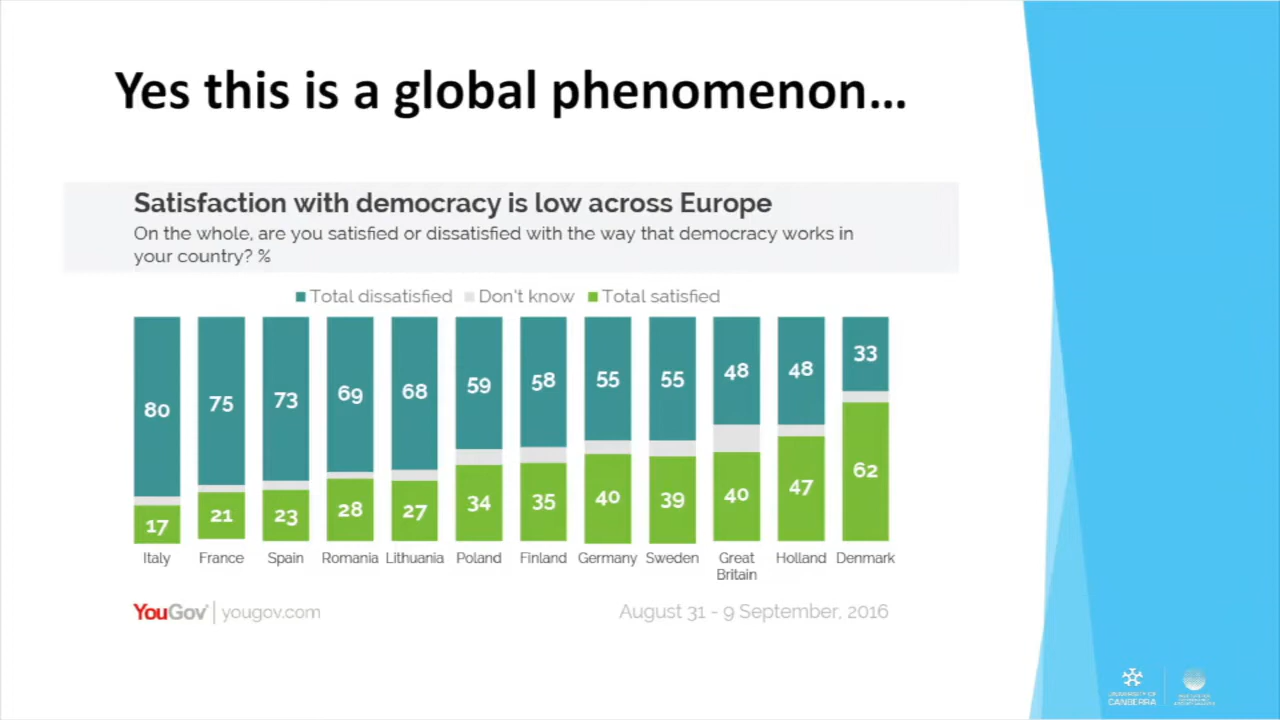 Yes this is a global phenomenon...
Satisfaction with democracy is low across Europe
On the whole, are you satisfied or dissatisfied with the way that democracy works in
your country? %
Total dissatisfied Don't know Total satisfied
80 75 73 69 68 59 58 55 55 48 48 33
17 21 23 28 27 34 35 40 39 40 47 62
Italy France Spain Romania Lithuania Poland Finland Germany Sweden Great Holland Denmark
Britain
YouGov yougov.com August 31 - 9 September, 2016
UNIVERSITY OF
CANBERRA